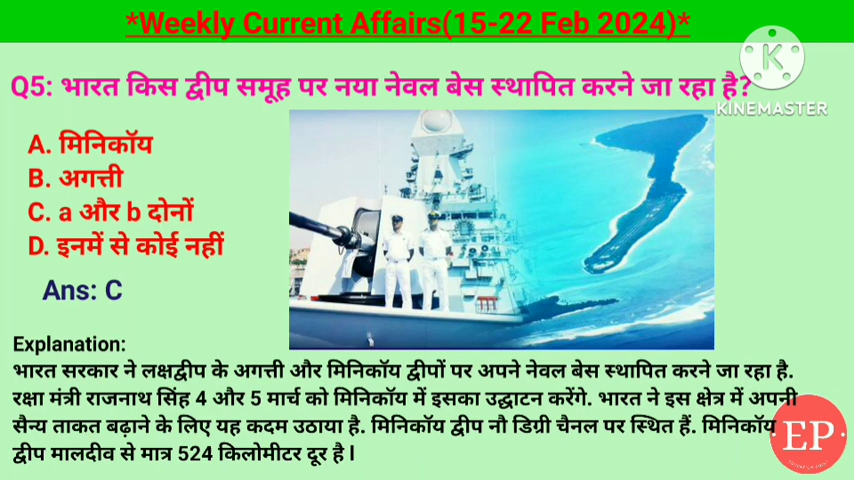 *Weekly Current Affairs(15-22 Feb 2024)*
Q5: भारत किस द्वीप समूह पर नया नेवल बेस स्थापित करने जा रहा है?
K
KINEMASTER
A. मिनिकॉय
B. अगत्ती
C. a और b दोनों
D. इनमें से कोई नहीं
Ans: C
Explanation:
भारत सरकार ने लक्षद्वीप के अगत्ती और मिनिकॉय द्वीपों पर अपने नेवल बेस स्थापित करने जा रहा है.
रक्षा मंत्री राजनाथ सिंह 4 और 5 मार्च को मिनिकॉय में इसका उद्घाटन करेंगे. भारत ने इस क्षेत्र में अपनी
सैन्य ताकत बढ़ाने के लिए यह कदम उठाया है. मिनिकॉय द्वीप नौ डिग्री चैनल पर स्थित हैं. मिनिकॉय
द्वीप मालदीव से मात्र 524 किलोमीटर दूर है।
EP